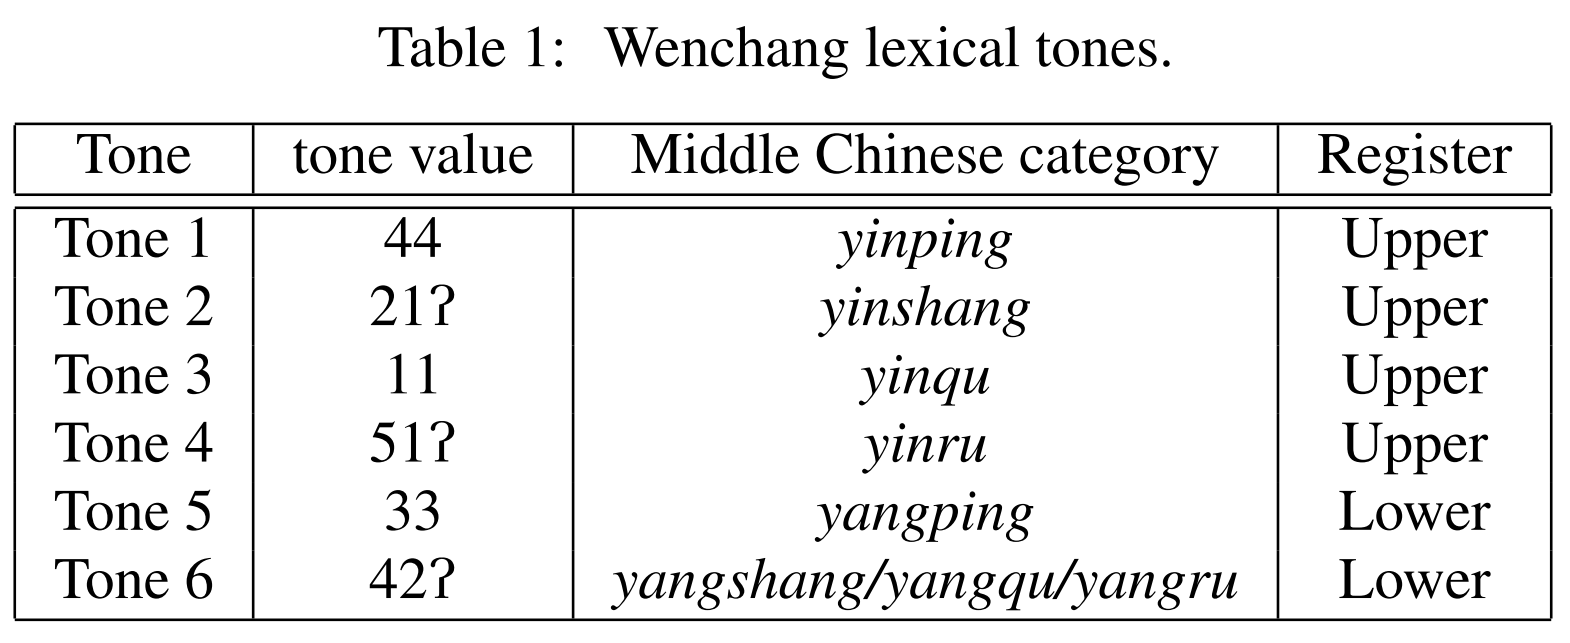 Table 1: Wenchang lexical tones.
Tone tone value Middle Chinese category Register
Tone 1 44 yinping Upper
Tone 2 21ʔ yinshang Upper
Tone 3 11 yinqu Upper
Tone 4 51ʔ yinru Upper
Tone 5 33 yangping Lower
Tone 6 42ʔ yangshang/yangqu/yangru Lower